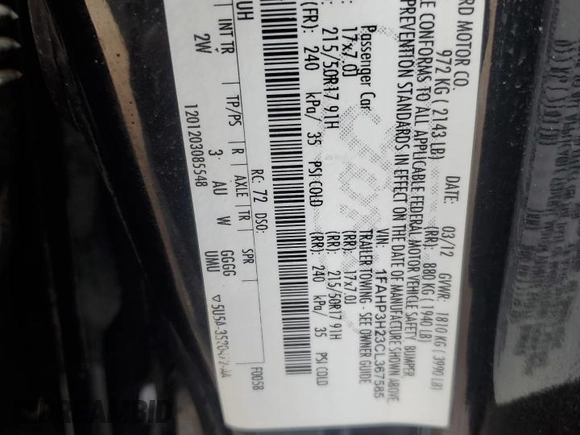 RD MOTOR CO.
DATE: 03/12 GVWR: 1810 KG ( 3990 LB)
972 KG ( 2143 LB) (RR): 880 KG ( 1940 LB)
LE CONFORMS TO ALL APPLICABLE FEDERAL MOTOR VEHICLE SAFETY, BUMPER
PREVENTION STANDARDS IN EFFECT ON THE DATE OF MANUFACTURE SHOWN ABOVE.
VIN: 1FAHP3H23CL367585
Passenger Car TRAILER TOWING - SEE OWNER GUIDE
17x7.0J (RR): 17x7.0J
215/50R17 91H (RR): 215/50R17 91H
(FR): 240 kPa/ 35 PSI COLD (RR): 240 kPa/ 35 PSI COLD
UH RC: 72 DSO: F0058
INT TR TP/PS R AXLE TR SPR
2W 3 AU W GGGG UMU
1201203085548